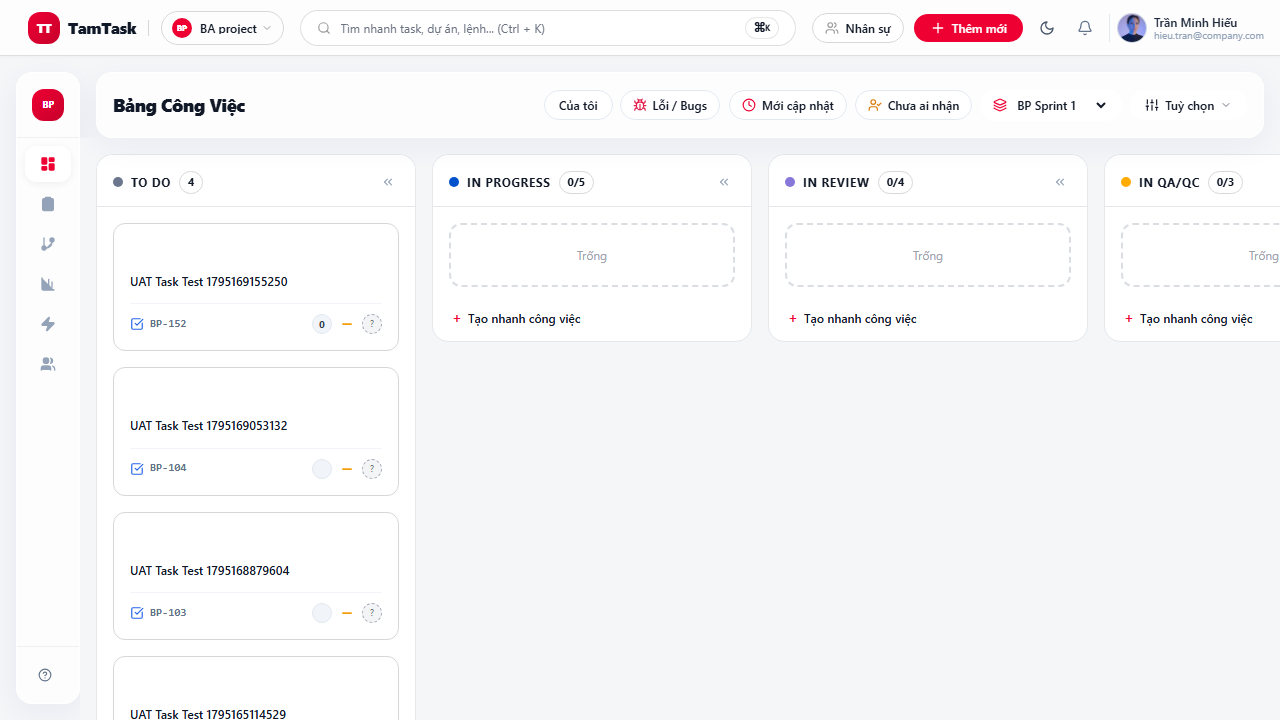 TT TamTask
BP BA project
Tìm nhanh task, dự án, lệnh... (Ctrl + K)
⌘K
Nhân sự
+ Thêm mới
Trần Minh Hiếu
hieu.tran@company.com
BP
Bảng Công Việc
Của tôi
Lỗi / Bugs
Mới cập nhật
Chưa ai nhận
BP Sprint 1
Tuỳ chọn
TO DO 4
UAT Task Test 1795169155250
BP-152 0 ?
UAT Task Test 1795169053132
BP-104 ?
UAT Task Test 1795168879604
BP-103 ?
UAT Task Test 1795165114529
IN PROGRESS 0/5
Trống
+ Tạo nhanh công việc
IN REVIEW 0/4
Trống
+ Tạo nhanh công việc
IN QA/QC 0/3
Trống
+ Tạo nhanh công việc